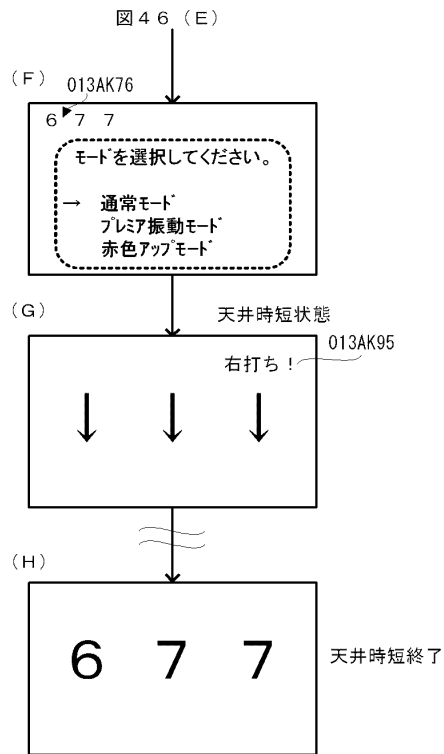 図４６（Ｅ）
（Ｆ）
013AK76
６ ７ ７
ﾓｰﾄﾞを選択してください。
→ 通常ﾓｰﾄﾞ
ﾌﾟﾚﾐｱ振動ﾓｰﾄﾞ
赤色ｱｯﾌﾟﾓｰﾄﾞ
（Ｇ）
天井時短状態
013AK95
右打ち！
↓ ↓ ↓
（Ｈ）
６ ７ ７
天井時短終了